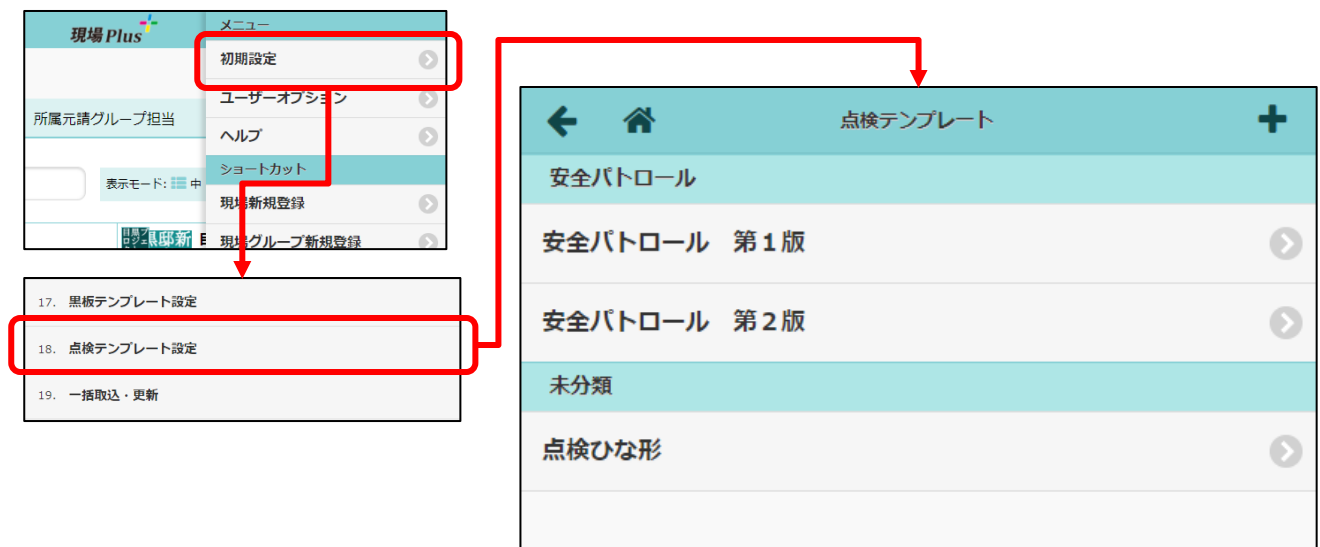 現場Plus
メニュー
初期設定
ユーザーオプション
ヘルプ
ショートカット
現場新規登録
現場グループ新規登録
所属元請グループ担当
表示モード: 中
17. 黒板テンプレート設定
18. 点検テンプレート設定
19. 一括取込・更新
点検テンプレート
安全パトロール
安全パトロール 第1版
安全パトロール 第2版
未分類
点検ひな形